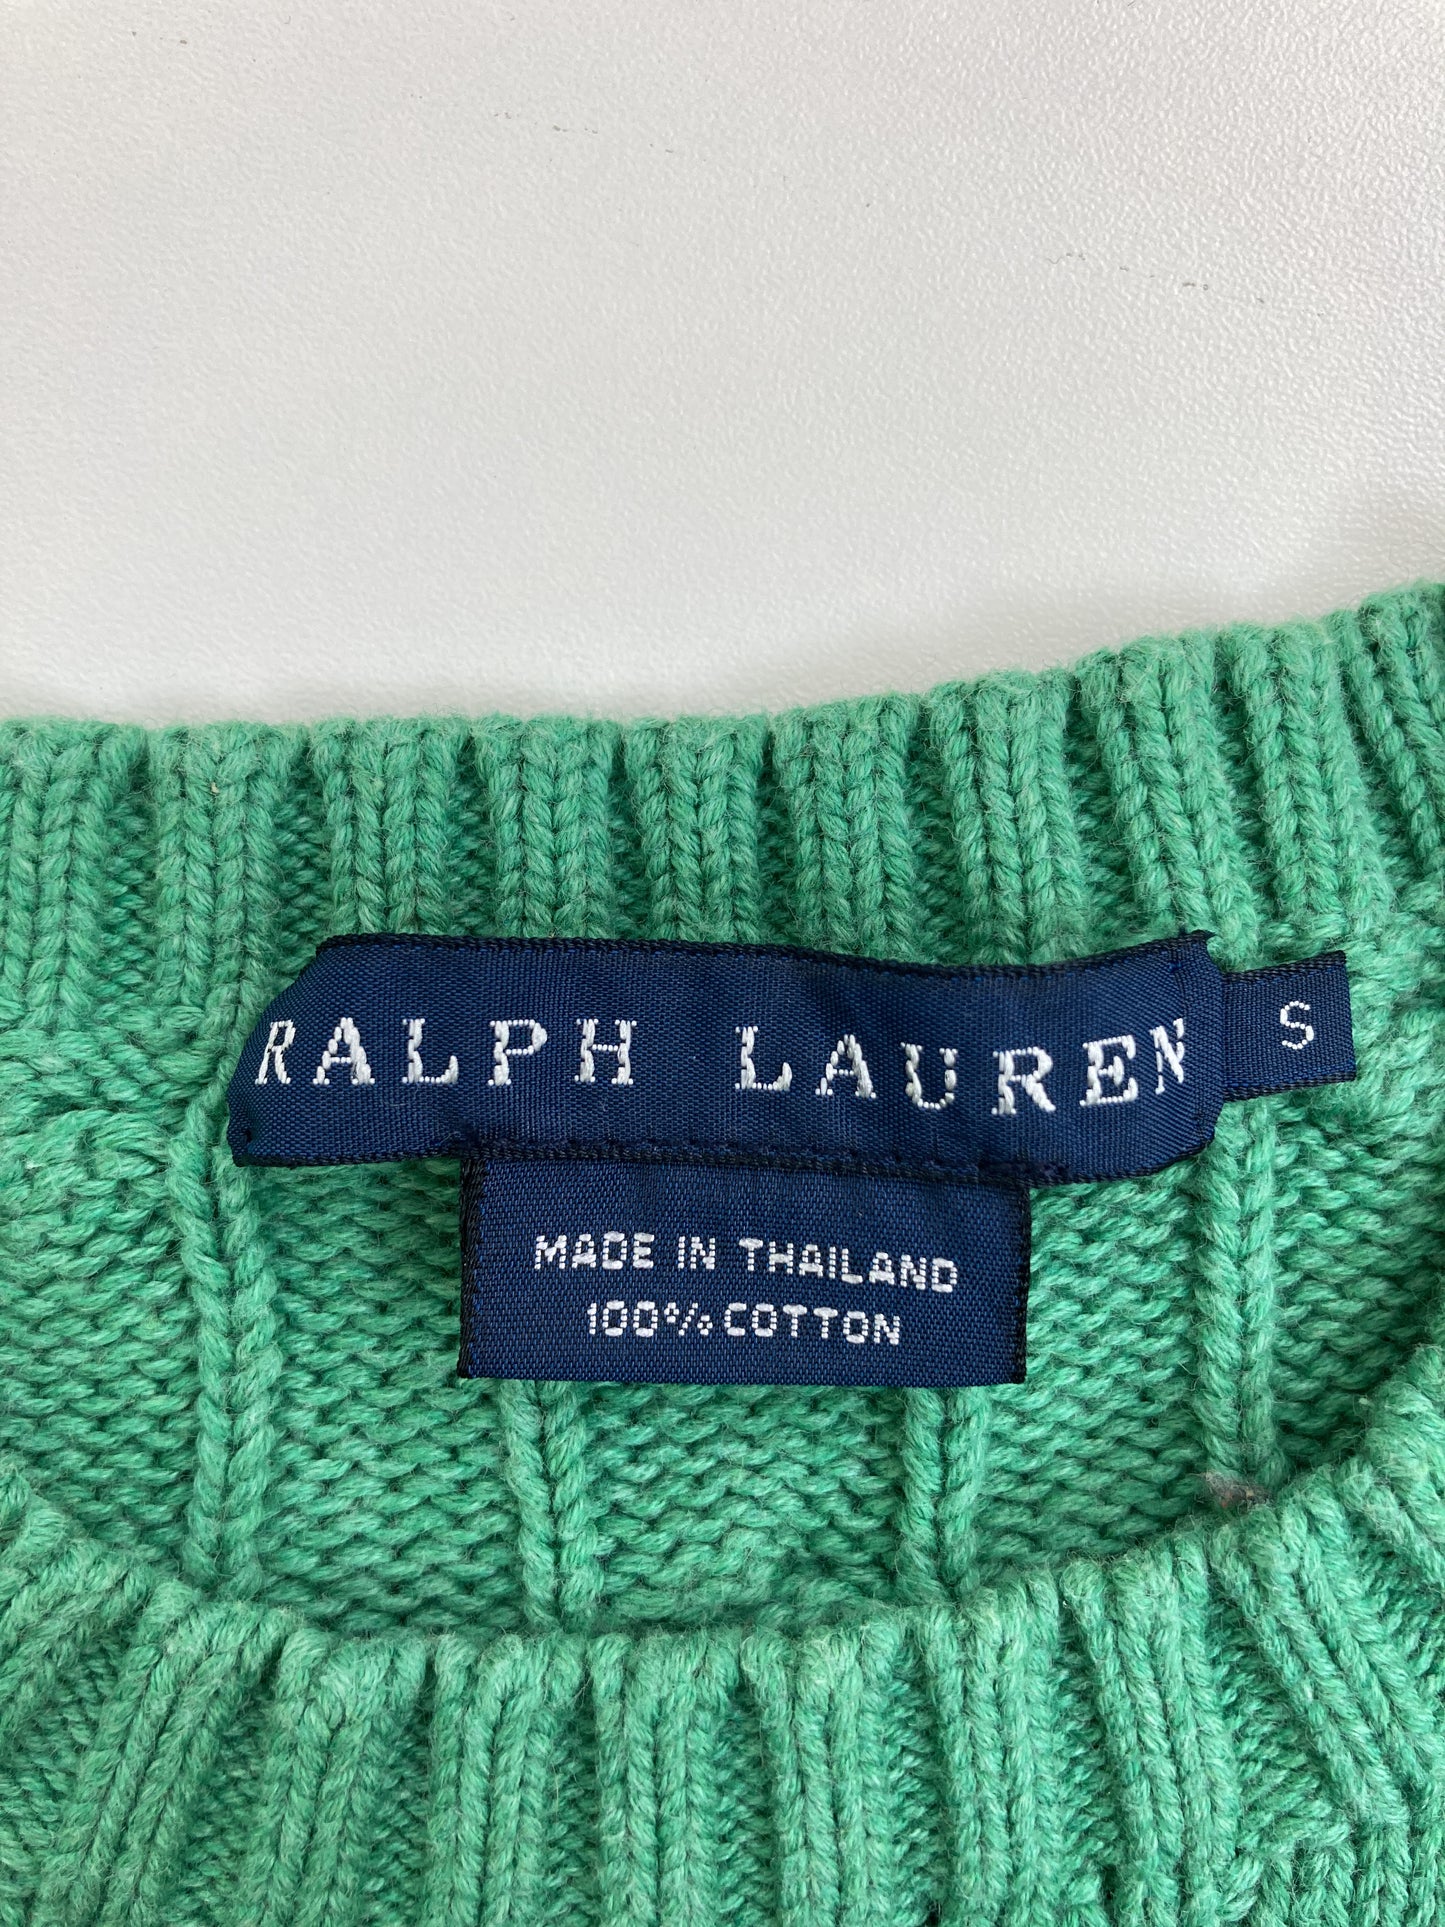 RALPH LAUREN
S
MADE IN THAILAND
100% COTTON